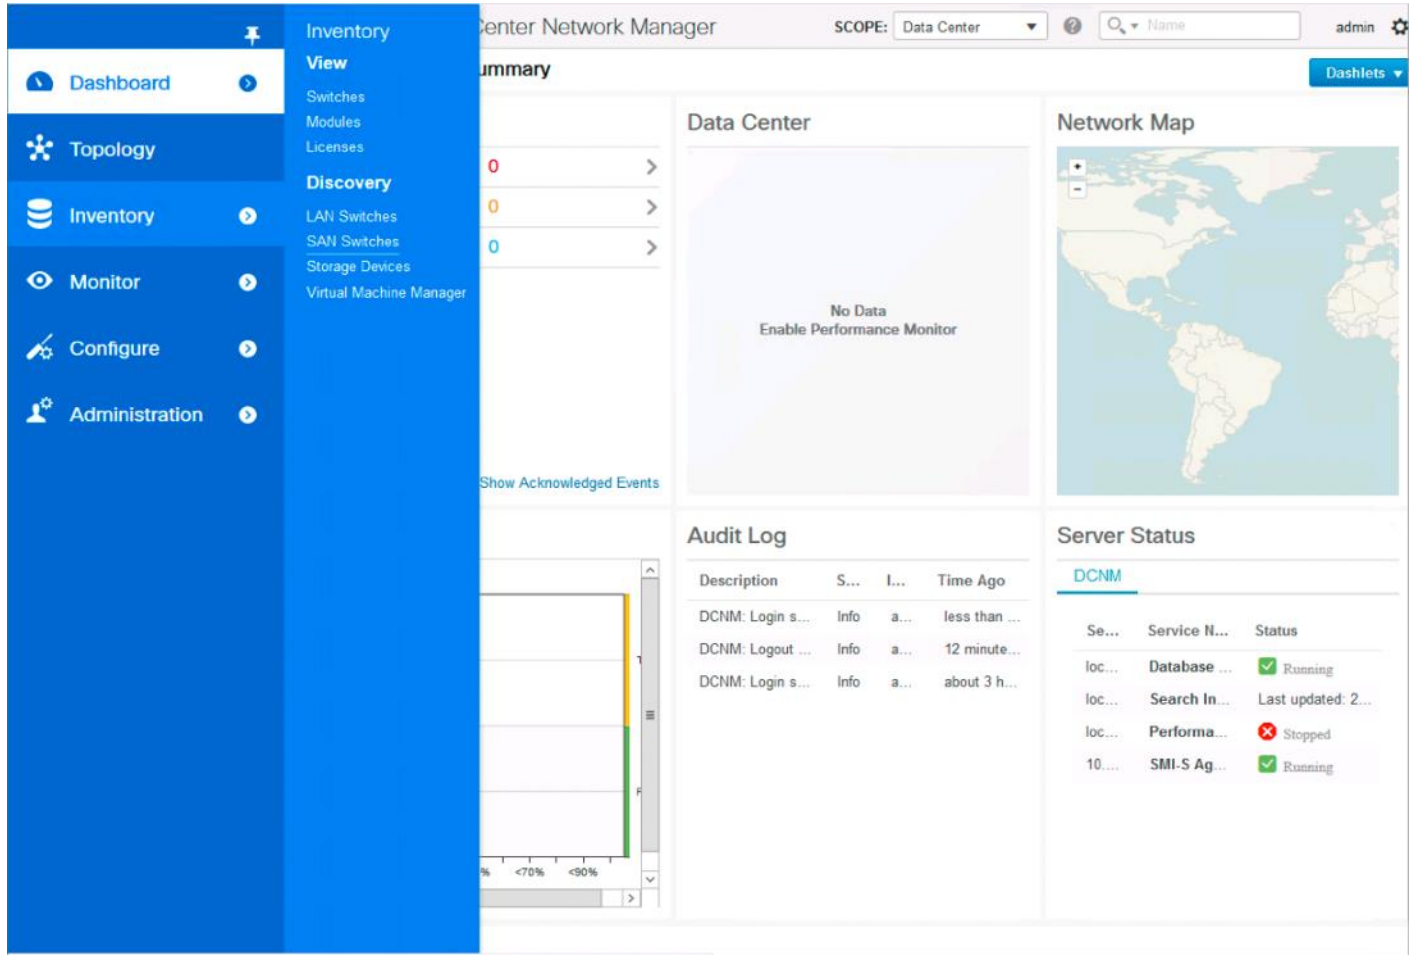 Inventory
View
Switches
Modules
Licenses
Discovery
LAN Switches
SAN Switches
Storage Devices
Virtual Machine Manager
Dashboard
Topology
Inventory
Monitor
Configure
Administration
Center Network Manager
SCOPE: Data Center
Name
admin
ummary
Dashlets
0
0
0
Show Acknowledged Events
Data Center
No Data
Enable Performance Monitor
Network Map
+
−
% <70% <90%
Audit Log
Description S... I... Time Ago
DCNM: Login s... Info a... less than ...
DCNM: Logout ... Info a... 12 minute...
DCNM: Login s... Info a... about 3 h...
Server Status
DCNM
Se... Service N... Status
loc... Database ... Running
loc... Search In... Last updated: 2...
loc... Performa... Stopped
10.... SMI-S Ag... Running